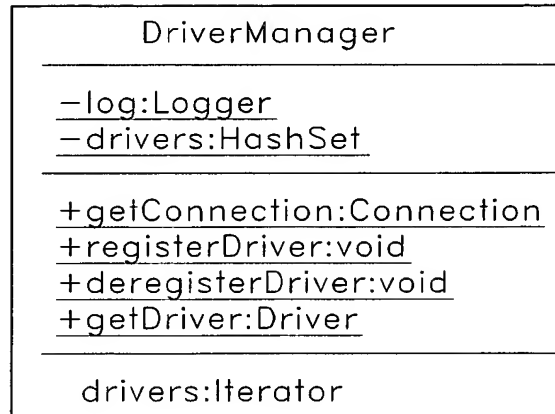 DriverManager
-log:Logger
-drivers:HashSet
+getConnection:Connection
+registerDriver:void
+deregisterDriver:void
+getDriver:Driver
drivers:Iterator